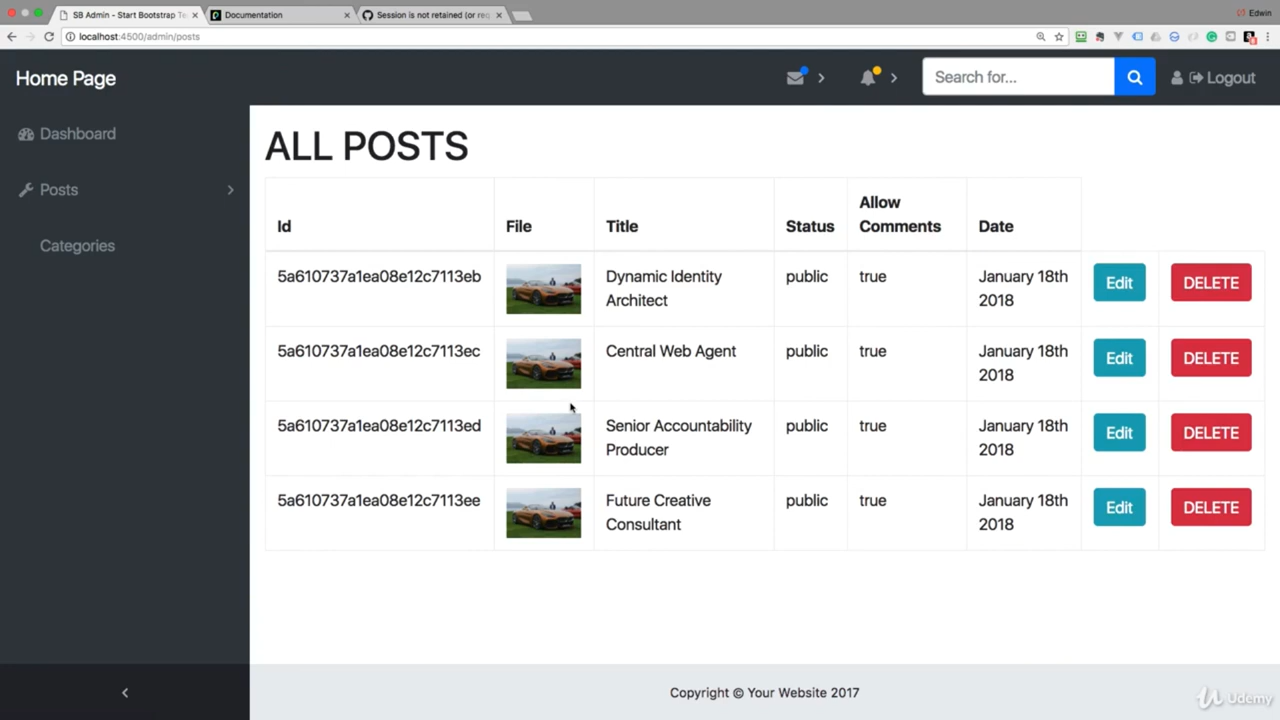 SB Admin - Start Bootstrap Te
Documentation
Session is not retained (or req
Edwin
localhost:4500/admin/posts
Home Page
Search for...
Logout
Dashboard
Posts
Categories
ALL POSTS
Id File Title Status Allow Comments Date
5a610737a1ea08e12c7113eb Dynamic Identity Architect public true January 18th 2018 Edit DELETE
5a610737a1ea08e12c7113ec Central Web Agent public true January 18th 2018 Edit DELETE
5a610737a1ea08e12c7113ed Senior Accountability Producer public true January 18th 2018 Edit DELETE
5a610737a1ea08e12c7113ee Future Creative Consultant public true January 18th 2018 Edit DELETE
Copyright © Your Website 2017
Udemy